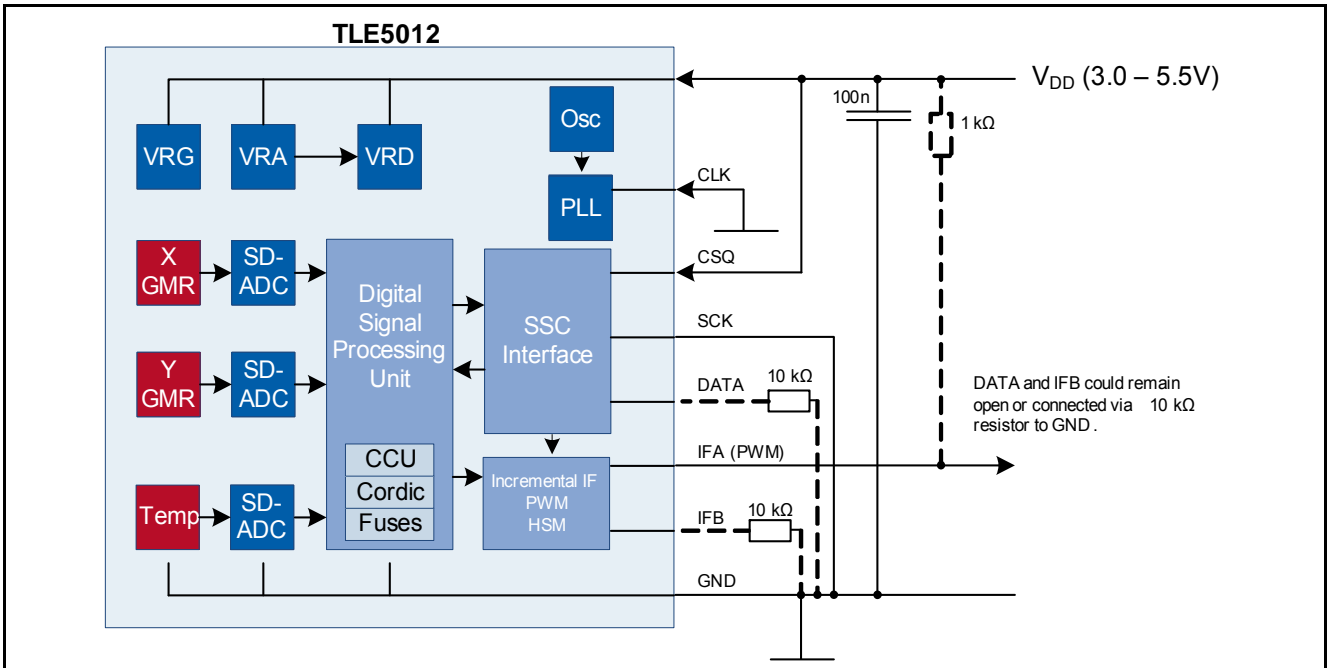 TLE5012
V_DD (3.0 – 5.5V)
100n
1 kΩ
Osc
VRG
VRA
VRD
CLK
PLL
CSQ
X
GMR
SD-
ADC
Digital
Signal
Processing
Unit
SSC
Interface
SCK
Y
GMR
SD-
ADC
DATA
10 kΩ
DATA and IFB could remain
open or connected via 10 kΩ
resistor to GND .
IFA (PWM)
CCU
Cordic
Fuses
Incremental IF
PWM
HSM
Temp
SD-
ADC
IFB
10 kΩ
GND